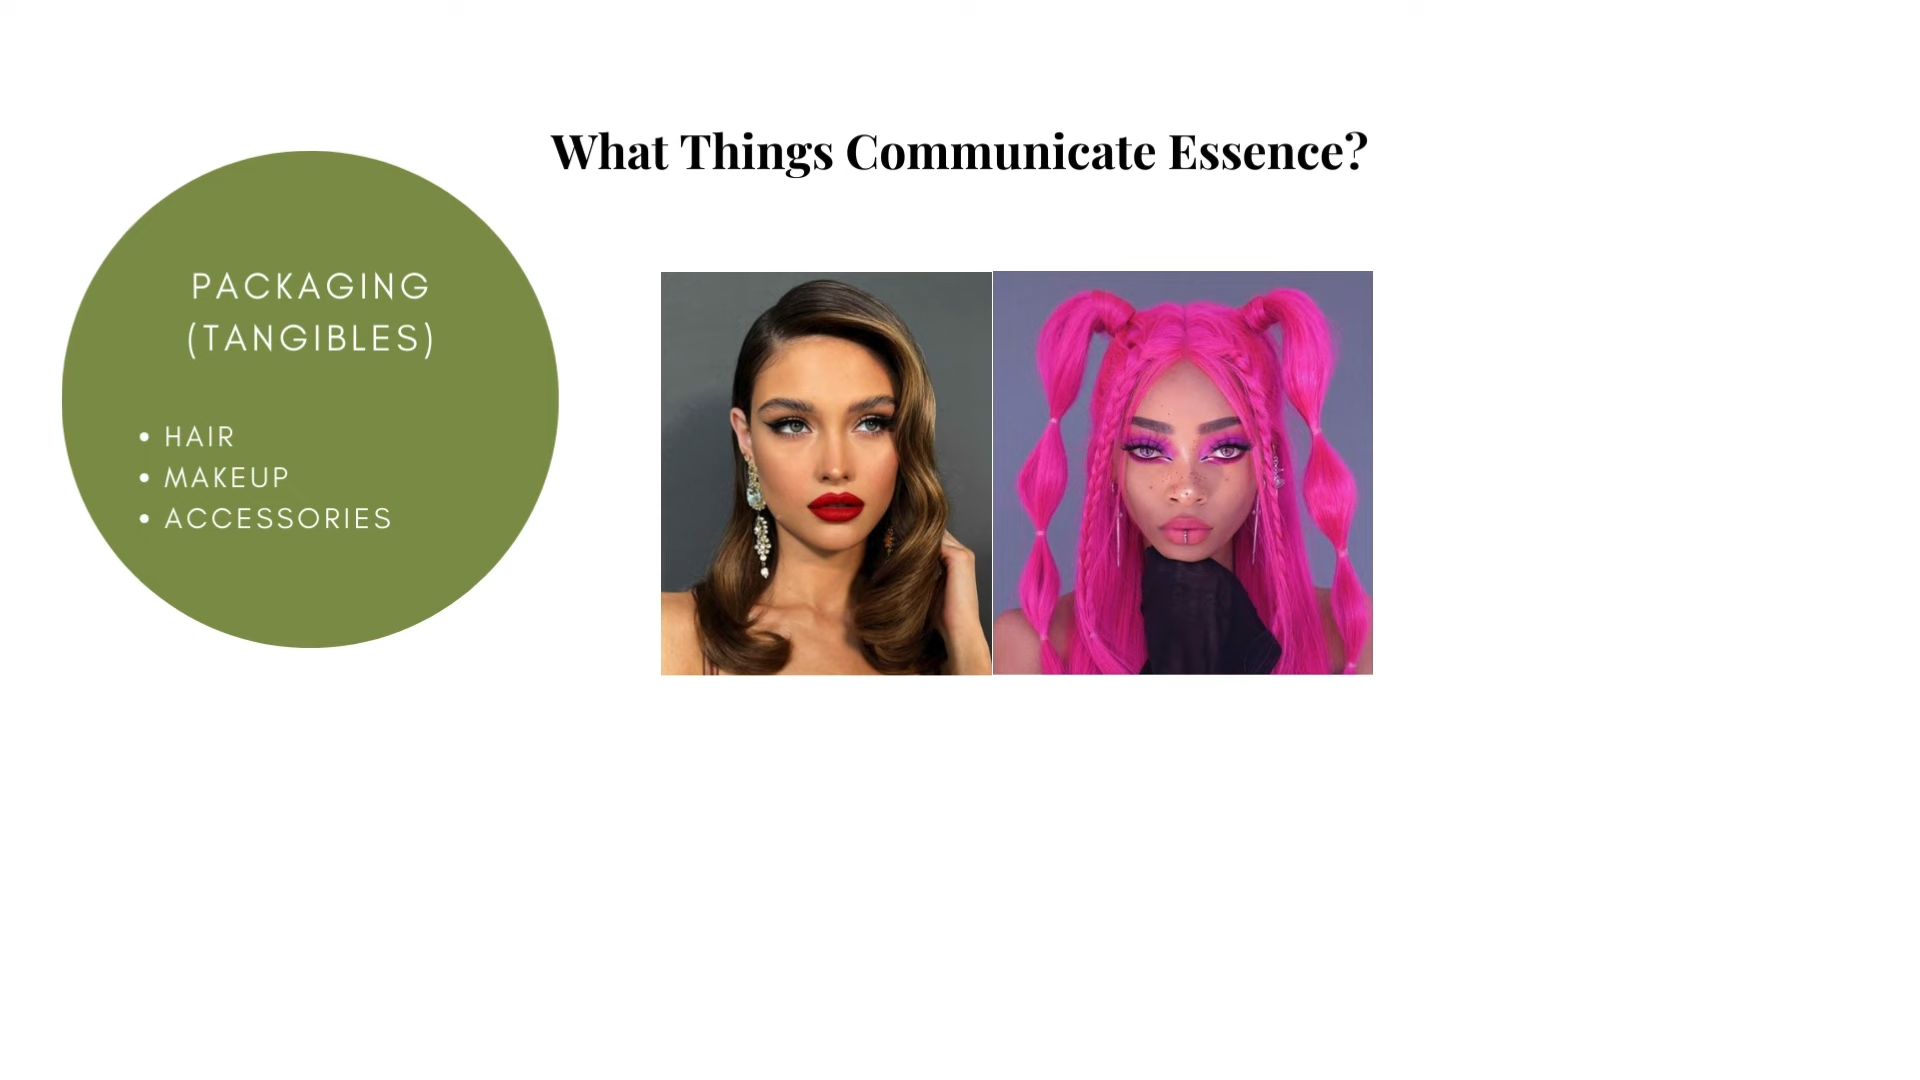 What Things Communicate Essence?
PACKAGING
(TANGIBLES)
• HAIR
• MAKEUP
• ACCESSORIES